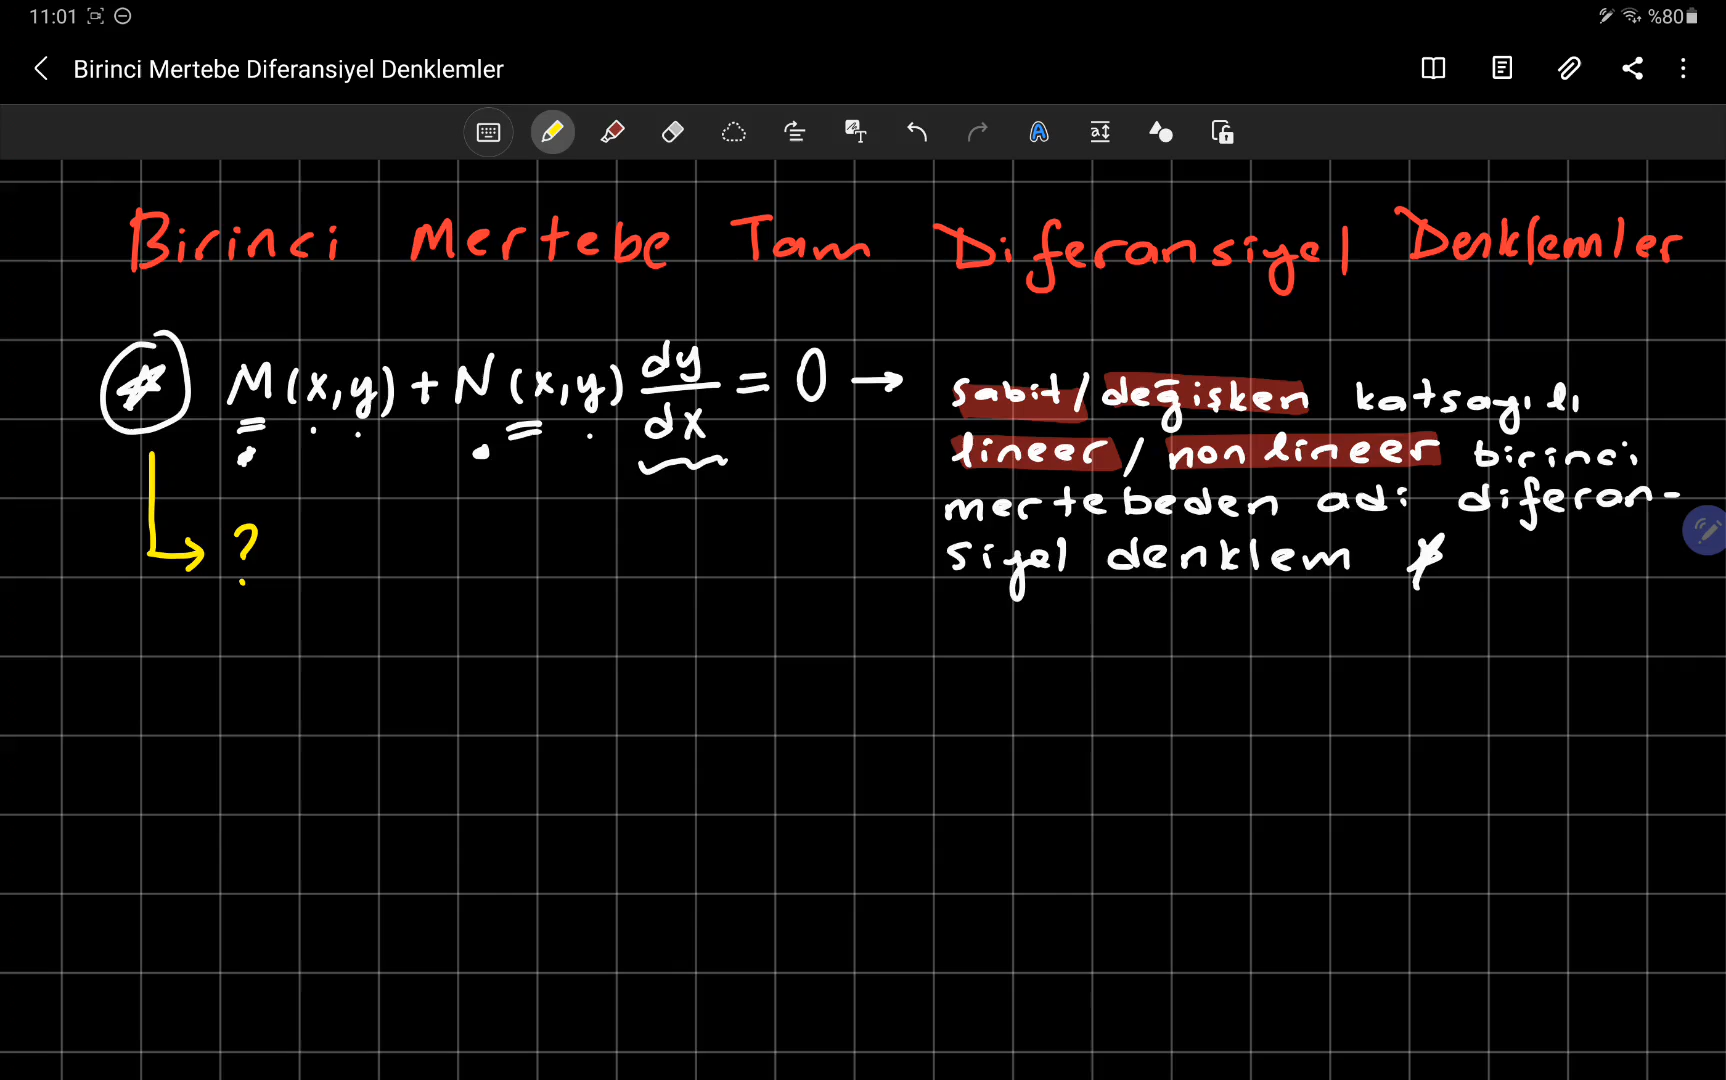 11:01 %80
Birinci Mertebe Diferansiyel Denklemler
Birinci Mertebe Tam Diferansiyel Denklemler
* M(x,y) + N(x,y) dy/dx = 0 → sabit / değişken katsayılı
lineer / non lineer birinci
mertebeden adi diferan-
siyel denklem *
?